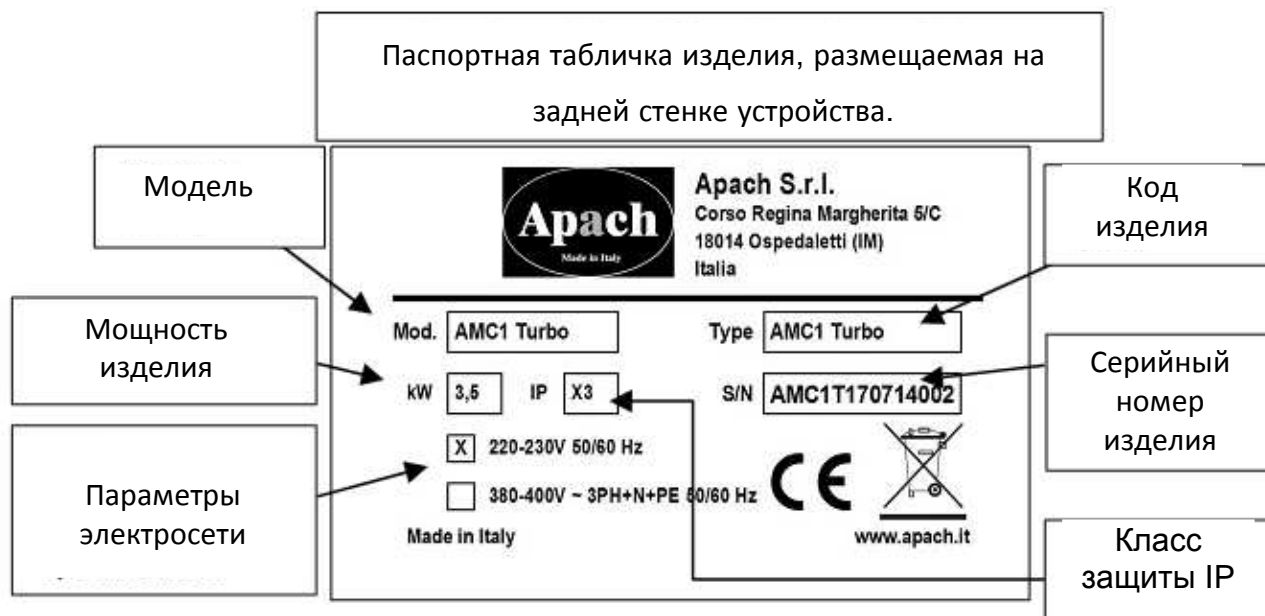 Паспортная табличка изделия, размещаемая на
задней стенке устройства.
Модель
Apach
Made in Italy
Apach S.r.l.
Corso Regina Margherita 5/C
18014 Ospedaletti (IM)
Italia
Код
изделия
Мощность
изделия
Mod. AMC1 Turbo
Type AMC1 Turbo
kW 3,5 IP X3
S/N AMC1T170714002
Серийный
номер
изделия
X 220-230V 50/60 Hz
380-400V ~ 3PH+N+PE 50/60 Hz
CE
Параметры
электросети
Made in Italy
www.apach.it
Класс
защиты IP